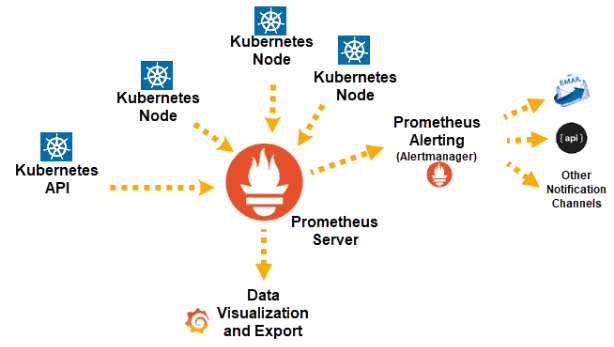 Kubernetes
Node
Kubernetes
Node
Kubernetes
Node
Kubernetes
API
Prometheus
Alerting
(Alertmanager)
EMAIL
{api}
Other
Notification
Channels
Prometheus
Server
Data
Visualization
and Export